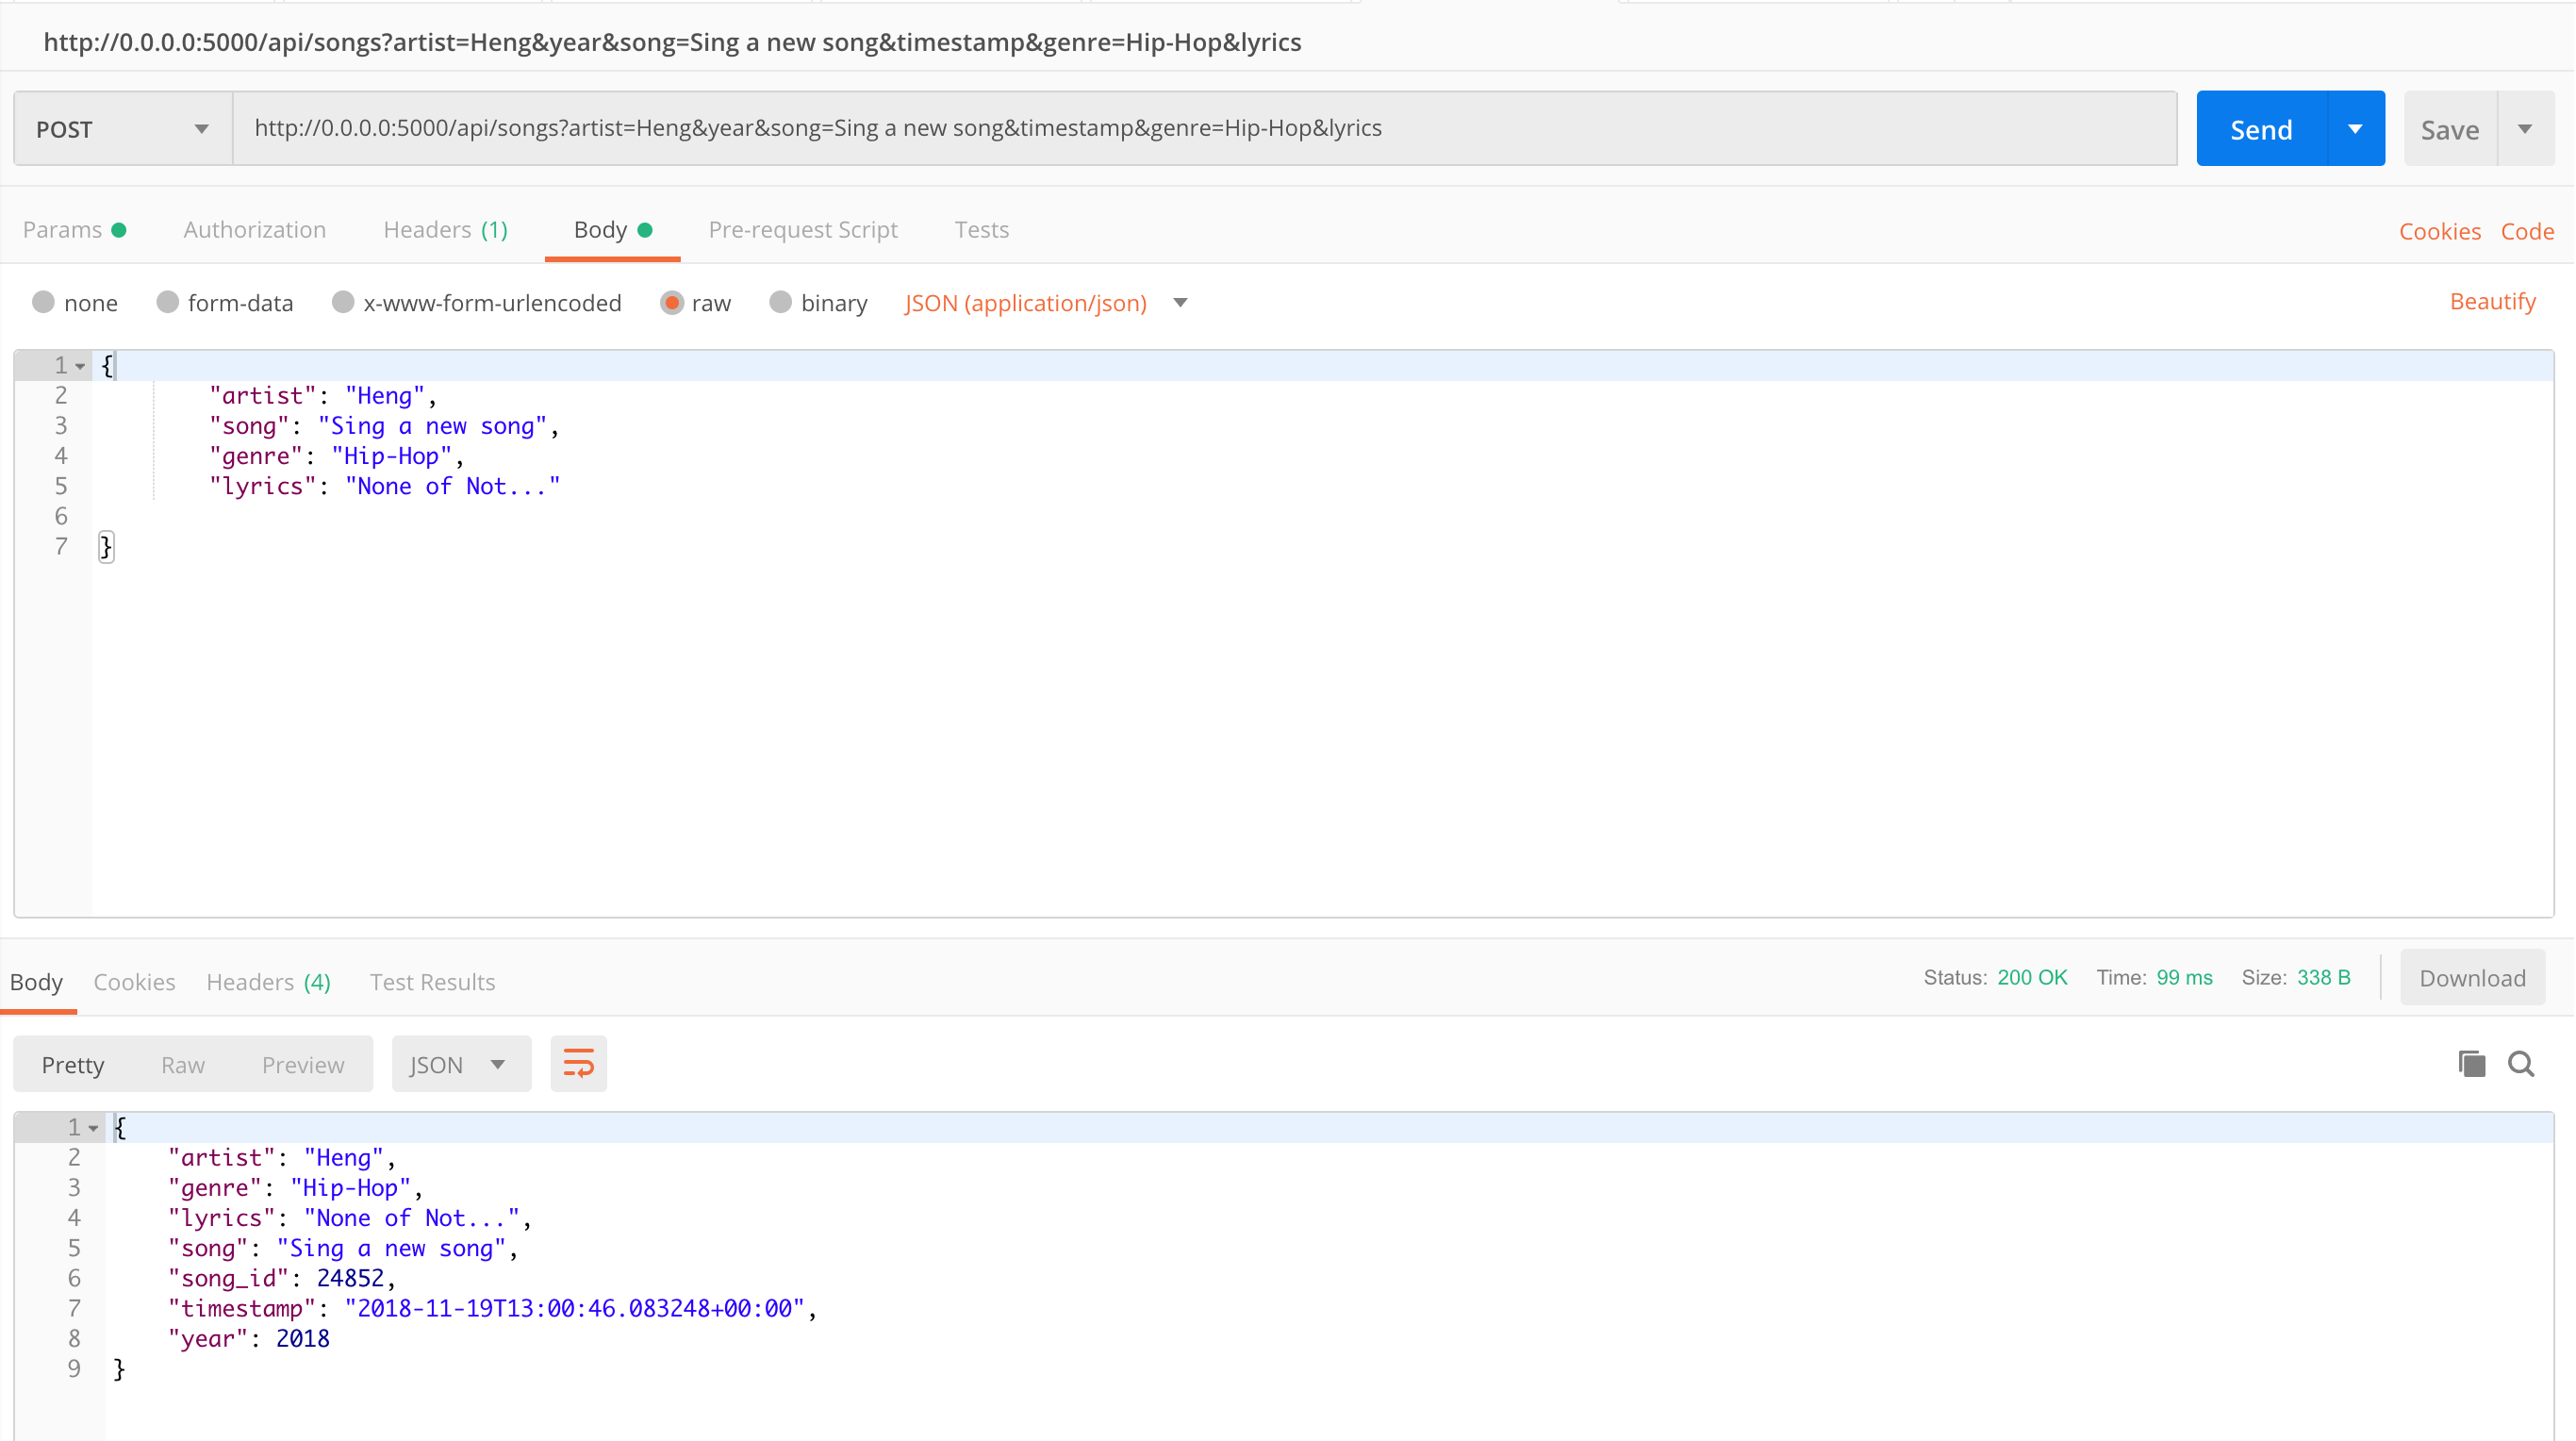 http://0.0.0.0:5000/api/songs?artist=Heng&year&song=Sing a new song&timestamp&genre=Hip-Hop&lyrics
POST http://0.0.0.0:5000/api/songs?artist=Heng&year&song=Sing a new song&timestamp&genre=Hip-Hop&lyrics Send Save
Params Authorization Headers (1) Body Pre-request Script Tests Cookies Code
none form-data x-www-form-urlencoded raw binary JSON (application/json) Beautify
1 {
2 "artist": "Heng",
3 "song": "Sing a new song",
4 "genre": "Hip-Hop",
5 "lyrics": "None of Not..."
6
7 }
Body Cookies Headers (4) Test Results Status: 200 OK Time: 99 ms Size: 338 B Download
Pretty Raw Preview JSON
1 {
2 "artist": "Heng",
3 "genre": "Hip-Hop",
4 "lyrics": "None of Not...",
5 "song": "Sing a new song",
6 "song_id": 24852,
7 "timestamp": "2018-11-19T13:00:46.083248+00:00",
8 "year": 2018
9 }